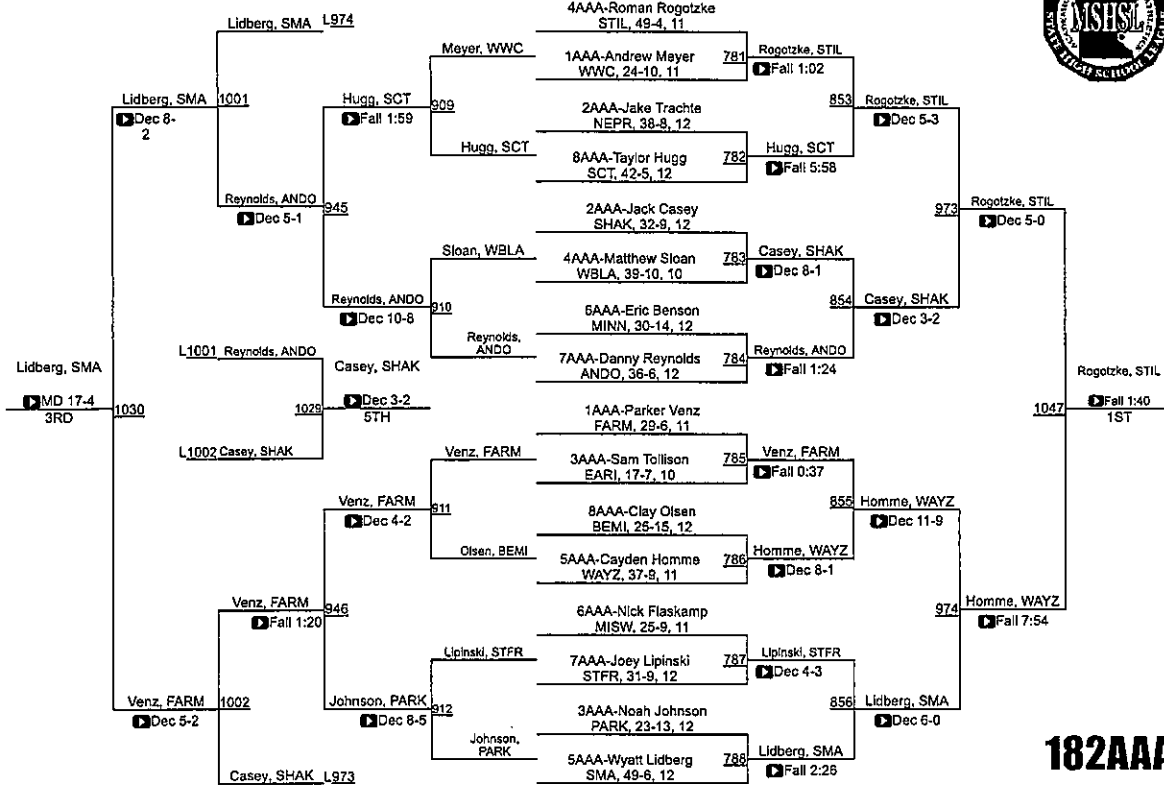 4AAA-Roman Rogotzke
STIL, 49-4, 11
1AAA-Andrew Meyer
WWC, 24-10, 11
2AAA-Jake Trachte
NEPR, 38-8, 12
8AAA-Taylor Hugg
SCT, 42-5, 12
2AAA-Jack Casey
SHAK, 32-9, 12
4AAA-Matthew Sloan
WBLA, 39-10, 10
6AAA-Eric Benson
MINN, 30-14, 12
7AAA-Danny Reynolds
ANDO, 36-6, 12
1AAA-Parker Venz
FARM, 29-6, 11
3AAA-Sam Tollison
EARI, 17-7, 10
8AAA-Clay Olsen
BEMI, 25-15, 12
5AAA-Cayden Homme
WAYZ, 37-9, 11
6AAA-Nick Flaskamp
MISW, 25-9, 11
7AAA-Joey Lipinski
STFR, 31-9, 12
3AAA-Noah Johnson
PARK, 23-13, 12
5AAA-Wyatt Lidberg
SMA, 49-6, 12
781
Rogotzke, STIL
Fall 1:02
782
Hugg, SCT
Fall 5:58
783
Casey, SHAK
Dec 8-1
784
Reynolds, ANDO
Fall 1:24
785
Venz, FARM
Fall 0:37
786
Homme, WAYZ
Dec 8-1
787
Lipinski, STFR
Dec 4-3
788
Lidberg, SMA
Fall 2:26
853
Rogotzke, STIL
Dec 5-3
854
Casey, SHAK
Dec 3-2
855
Homme, WAYZ
Dec 11-9
856
Lidberg, SMA
Dec 6-0
973
Rogotzke, STIL
Dec 5-0
974
Homme, WAYZ
Fall 7:54
1047
Rogotzke, STIL
Fall 1:40
1ST
Meyer, WWC
Hugg, SCT
909
Hugg, SCT
Fall 1:59
Sloan, WBLA
Reynolds,
ANDO
910
Reynolds, ANDO
Dec 10-8
Venz, FARM
Olsen, BEMI
911
Venz, FARM
Dec 4-2
Lipinski, STFR
Johnson,
PARK
912
Johnson, PARK
Dec 8-5
945
Reynolds, ANDO
Dec 5-1
946
Venz, FARM
Fall 1:20
Lidberg, SMA
L974
1001
Lidberg, SMA
Dec 8-
2
Casey, SHAK
L973
1002
Venz, FARM
Dec 5-2
1030
Lidberg, SMA
MD 17-4
3RD
L1001 Reynolds, ANDO
L1002 Casey, SHAK
1029
Casey, SHAK
Dec 3-2
5TH
MSHSL
STATE HIGH SCHOOL LEAGUE
182AAA